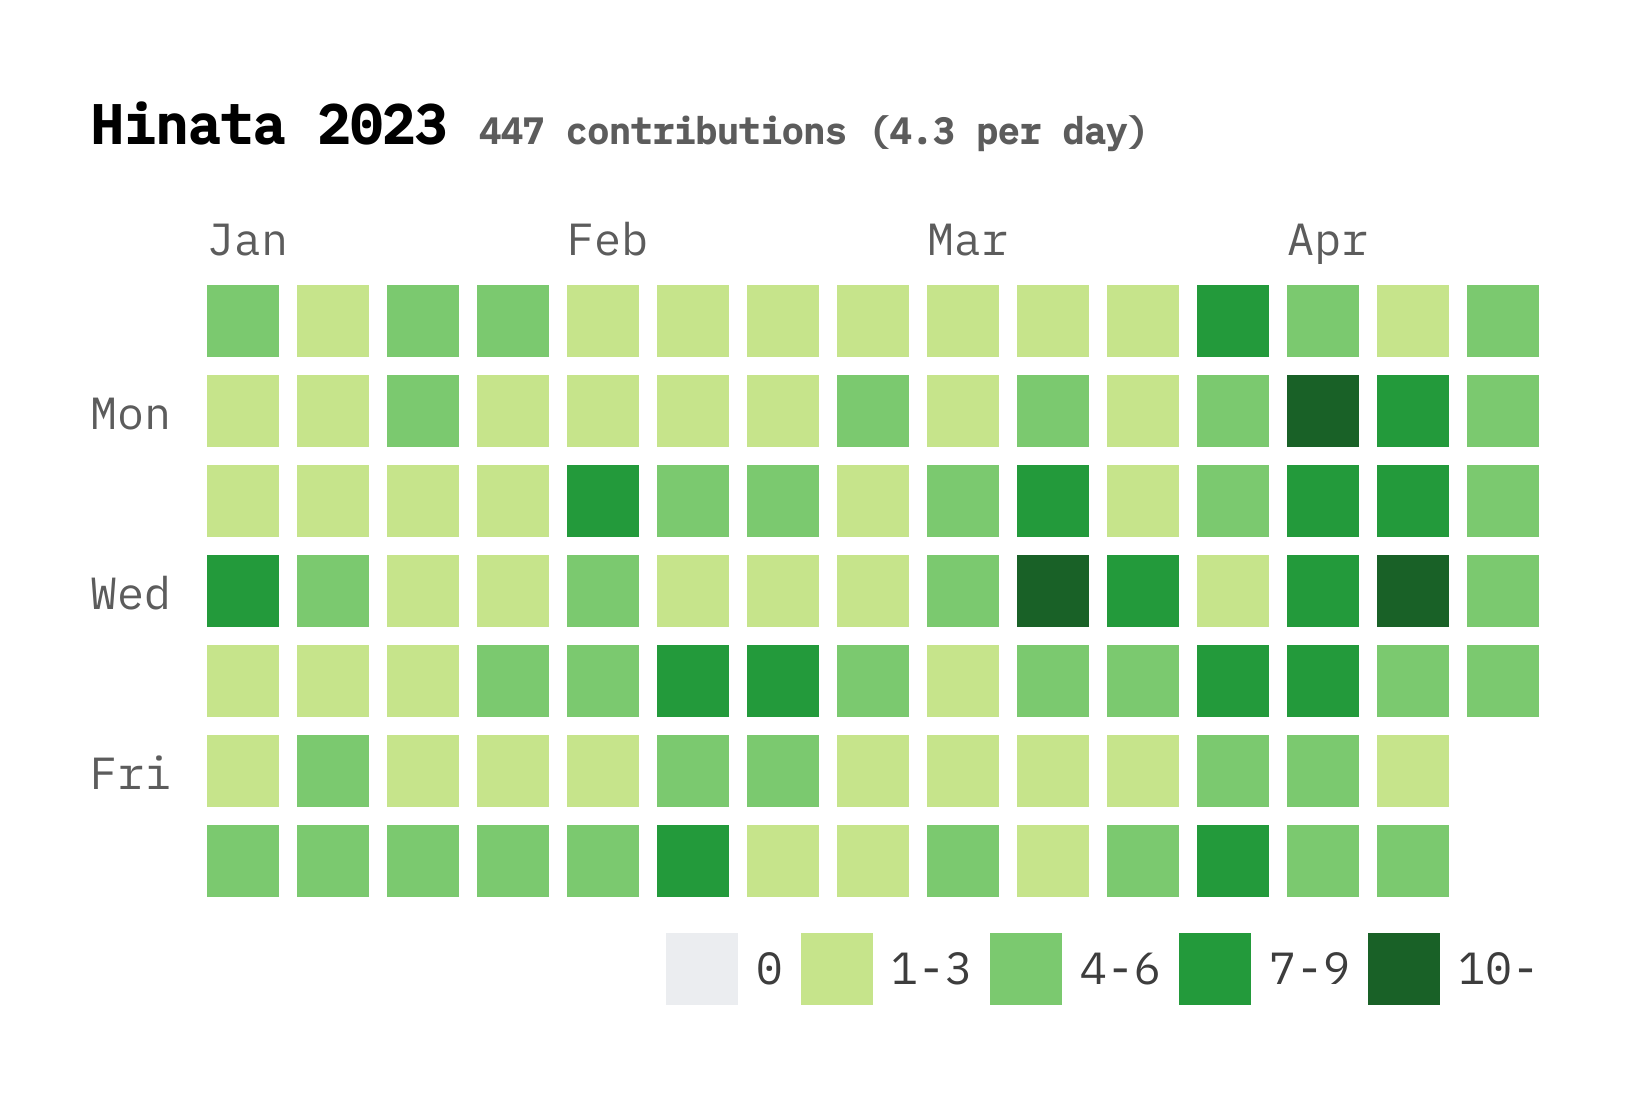 Hinata 2023 447 contributions (4.3 per day)
Jan Feb Mar Apr
Mon
Wed
Fri
0 1-3 4-6 7-9 10-